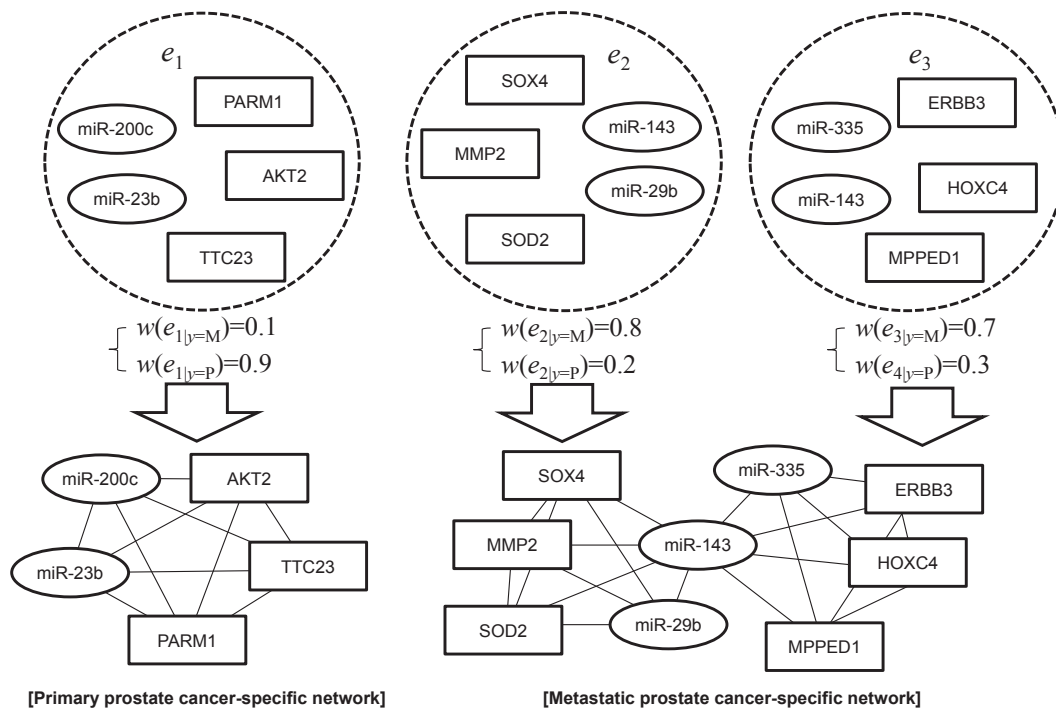 e1
PARM1
miR-200c
AKT2
miR-23b
TTC23
e2
SOX4
miR-143
MMP2
miR-29b
SOD2
e3
ERBB3
miR-335
HOXC4
miR-143
MPPED1
w(e1|y=M)=0.1
w(e1|y=P)=0.9
w(e2|y=M)=0.8
w(e2|y=P)=0.2
w(e3|y=M)=0.7
w(e4|y=P)=0.3
miR-200c
AKT2
miR-23b
TTC23
PARM1
SOX4
miR-335
ERBB3
MMP2
miR-143
HOXC4
SOD2
miR-29b
MPPED1
[Primary prostate cancer-specific network]
[Metastatic prostate cancer-specific network]